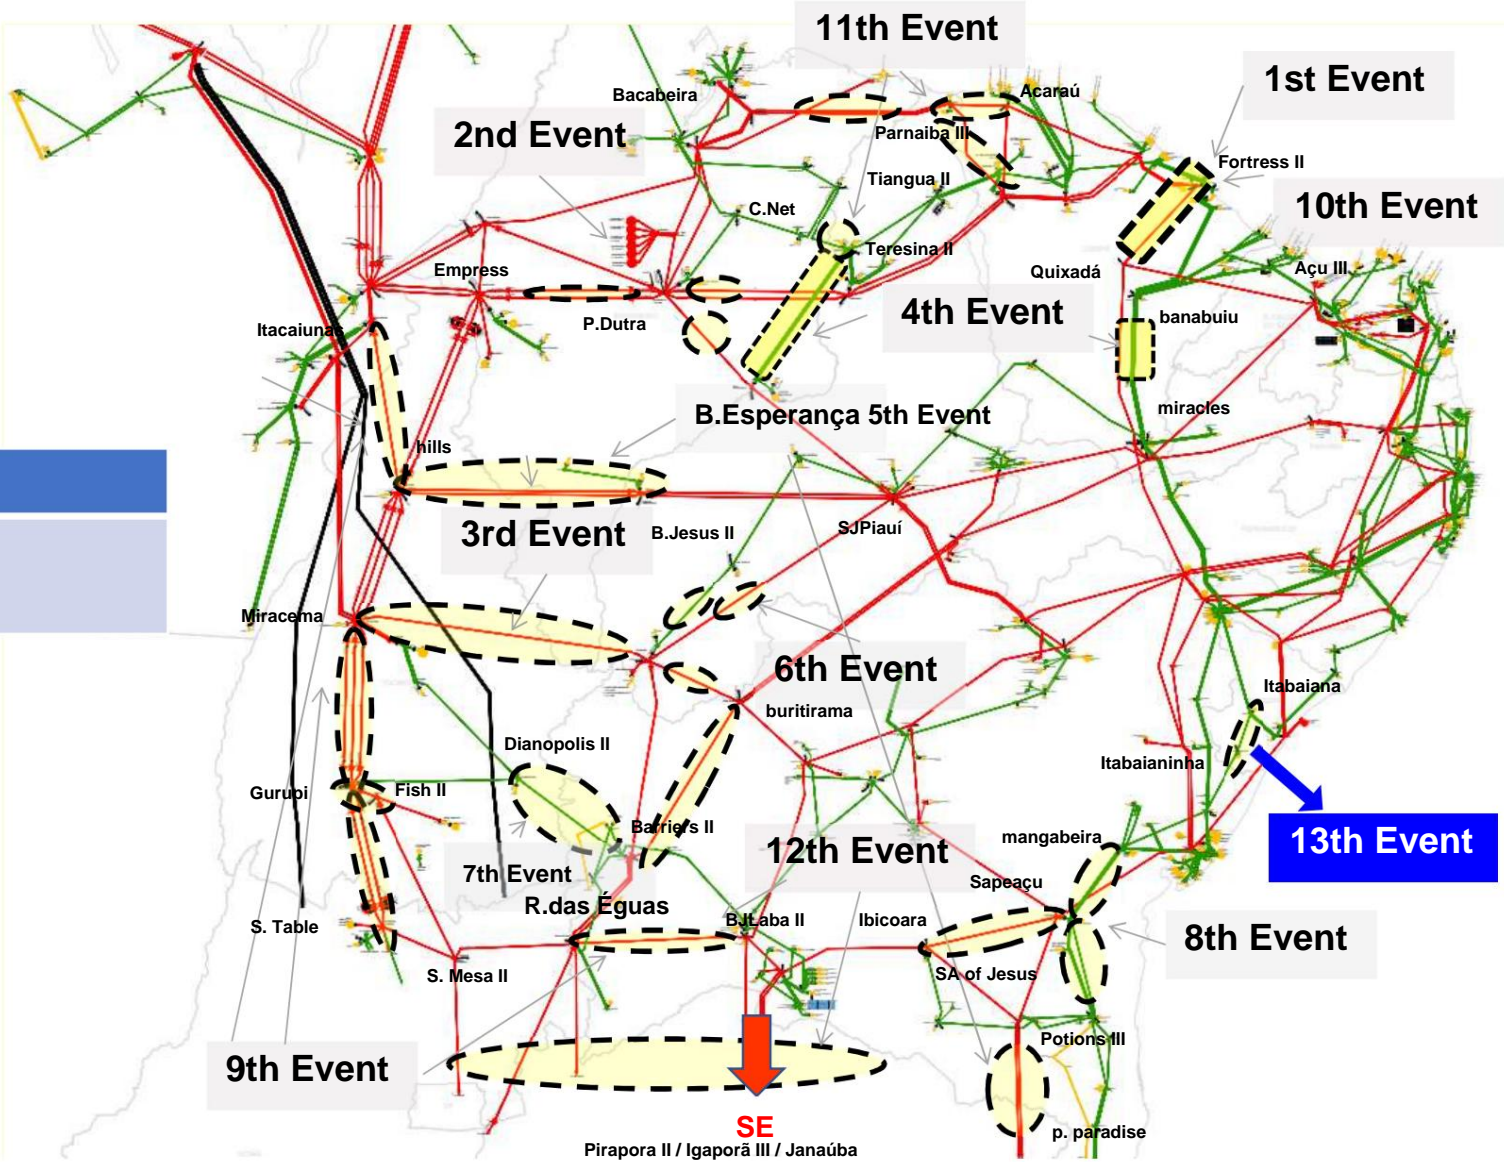 11th Event
1st Event
Bacabeira
Acaraú
2nd Event
Parnaiba III
Fortress II
Tiangua II
10th Event
C.Net
Teresina II
Empress
Quixadá
Açu III
4th Event
banabuiu
Itacaiunas
P.Dutra
B.Esperança 5th Event
miracles
hills
3rd Event
B.Jesus II
SJPiauí
Miracema
6th Event
Itabaiana
buritirama
Dianopolis II
Itabaianinha
Gurupi
Fish II
Barriers II
mangabeira
13th Event
12th Event
7th Event
Sapeaçu
R.das Éguas
S. Table
Ibicoara
8th Event
S. Mesa II
SA of Jesus
Potions III
9th Event
SE
p. paradise
Pirapora II / Igaporã III / Janaúba